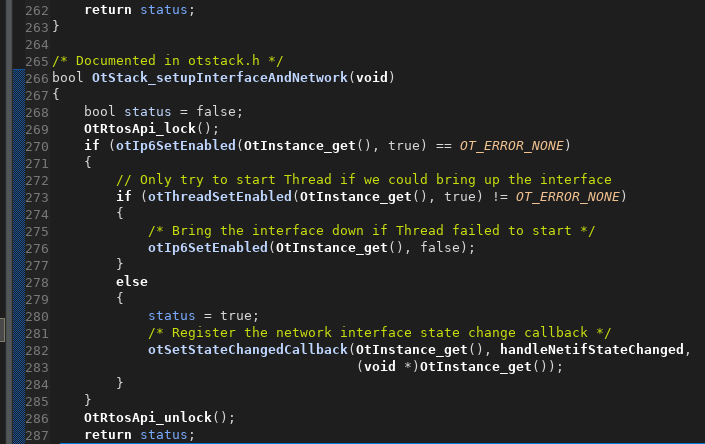 262     return status;
263 }
264
265 /* Documented in otstack.h */
266 bool OtStack_setupInterfaceAndNetwork(void)
267 {
268     bool status = false;
269     OtRtosApi_lock();
270     if (otIp6SetEnabled(OtInstance_get(), true) == OT_ERROR_NONE)
271     {
272         // Only try to start Thread if we could bring up the interface
273         if (otThreadSetEnabled(OtInstance_get(), true) != OT_ERROR_NONE)
274         {
275             /* Bring the interface down if Thread failed to start */
276             otIp6SetEnabled(OtInstance_get(), false);
277         }
278         else
279         {
280             status = true;
281             /* Register the network interface state change callback */
282             otSetStateChangedCallback(OtInstance_get(), handleNetifStateChanged,
283                                       (void *)OtInstance_get());
284         }
285     }
286     OtRtosApi_unlock();
287     return status;